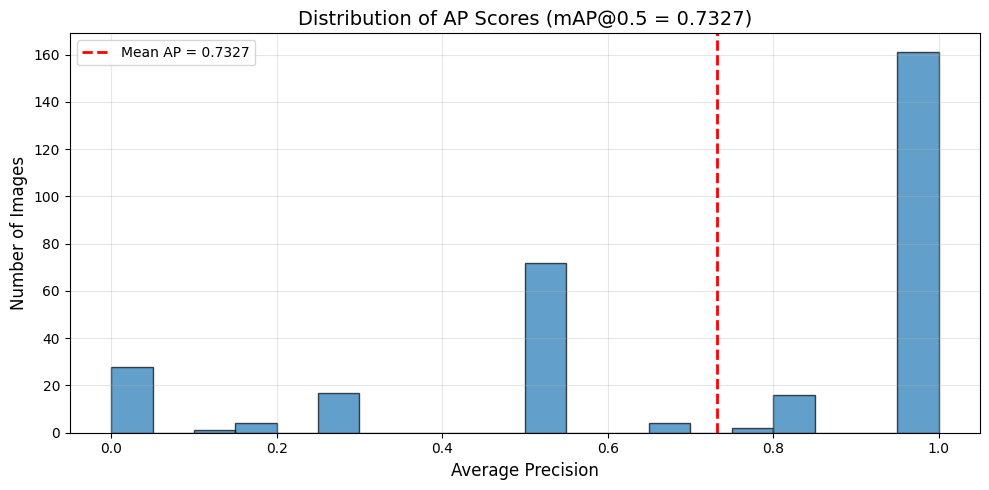 Distribution of AP Scores (mAP@0.5 = 0.7327)
Mean AP = 0.7327
Number of Images
160
140
120
100
80
60
40
20
0
0.0 0.2 0.4 0.6 0.8 1.0
Average Precision